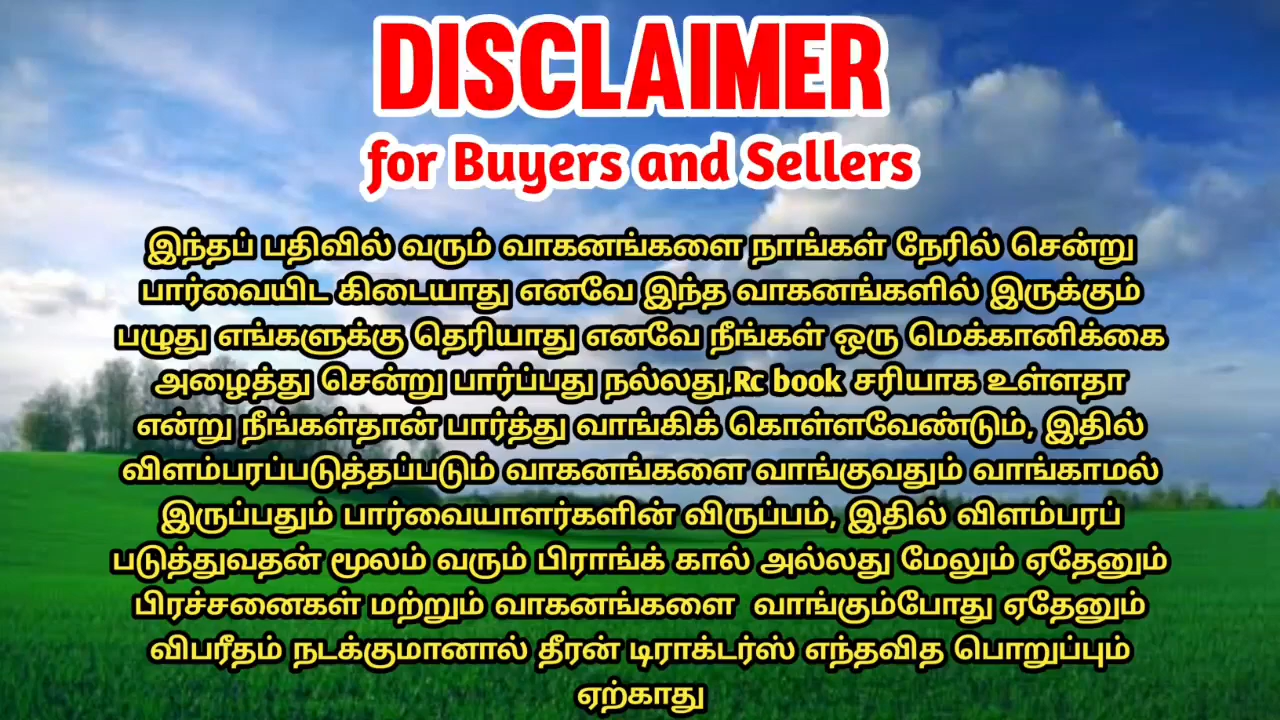 DISCLAIMER
for Buyers and Sellers
இந்தப் பதிவில் வரும் வாகனங்களை நாங்கள் நேரில் சென்று
பார்வையிட கிடையாது எனவே இந்த வாகனங்களில் இருக்கும்
பழுது எங்களுக்கு தெரியாது எனவே நீங்கள் ஒரு மெக்கானிக்கை
அழைத்து சென்று பார்ப்பது நல்லது,Rc book சரியாக உள்ளதா
என்று நீங்கள்தான் பார்த்து வாங்கிக் கொள்ளவேண்டும், இதில்
விளம்பரப்படுத்தப்படும் வாகனங்களை வாங்குவதும் வாங்காமல்
இருப்பதும் பார்வையாளர்களின் விருப்பம், இதில் விளம்பரப்
படுத்துவதன் மூலம் வரும் பிராங்க் கால் அல்லது மேலும் ஏதேனும்
பிரச்சனைகள் மற்றும் வாகனங்களை வாங்கும்போது ஏதேனும்
விபரீதம் நடக்குமானால் தீரன் டிராக்டர்ஸ் எந்தவித பொறுப்பும்
ஏற்காது